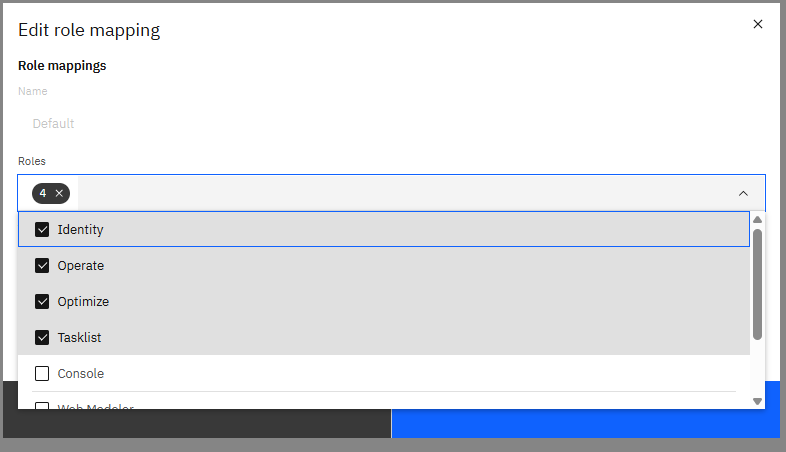 Edit role mapping
Role mappings
Name
Default
Roles
4
Identity
Operate
Optimize
Tasklist
Console
Web Modeler